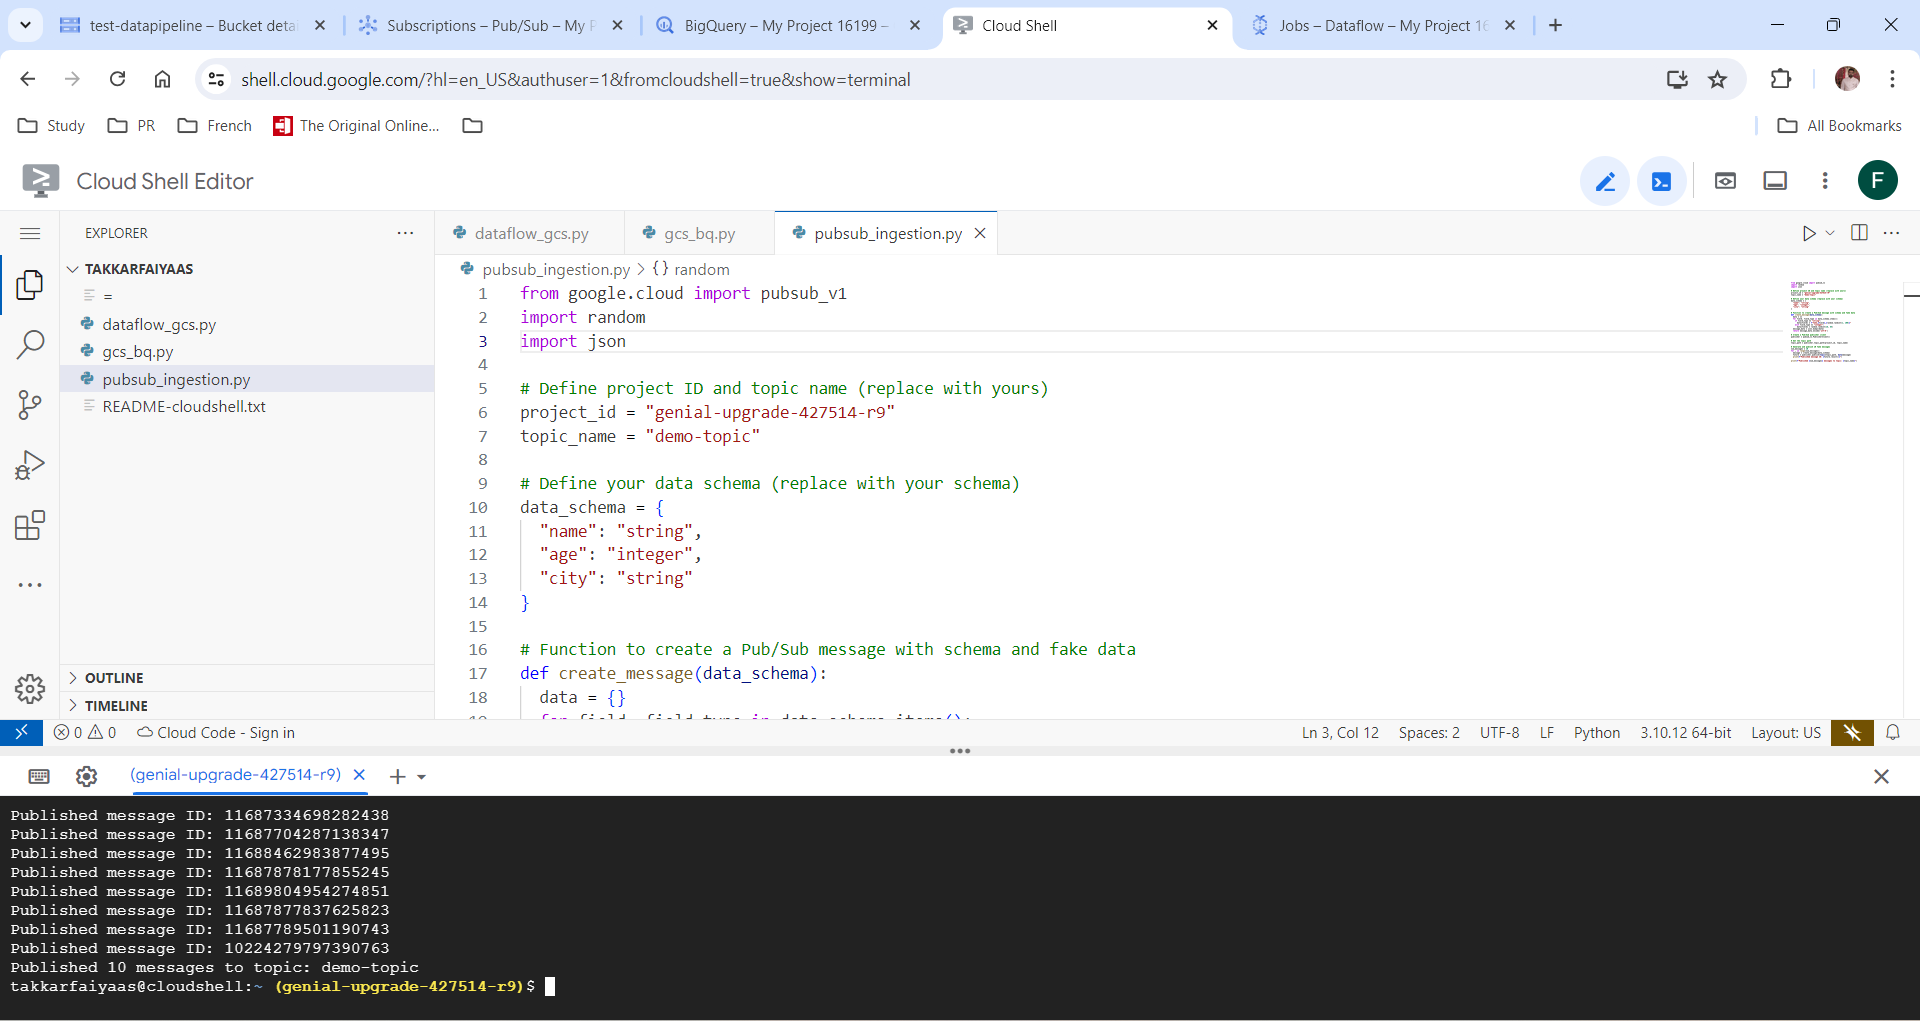 test-datapipeline – Bucket detai
Subscriptions – Pub/Sub – My P
BigQuery – My Project 16199 –
Cloud Shell
Jobs – Dataflow – My Project 16
shell.cloud.google.com/?hl=en_US&authuser=1&fromcloudshell=true&show=terminal
Study
PR
French
The Original Online...
All Bookmarks
Cloud Shell Editor
F
EXPLORER
TAKKARFAIYAAS
=
dataflow_gcs.py
gcs_bq.py
pubsub_ingestion.py
README-cloudshell.txt
OUTLINE
TIMELINE
dataflow_gcs.py
gcs_bq.py
pubsub_ingestion.py
pubsub_ingestion.py > {} random
1 from google.cloud import pubsub_v1
2 import random
3 import json
4
5 # Define project ID and topic name (replace with yours)
6 project_id = "genial-upgrade-427514-r9"
7 topic_name = "demo-topic"
8
9 # Define your data schema (replace with your schema)
10 data_schema = {
11 "name": "string",
12 "age": "integer",
13 "city": "string"
14 }
15
16 # Function to create a Pub/Sub message with schema and fake data
17 def create_message(data_schema):
18 data = {}
19 for field, field_type in data_schema.items():
0 0 Cloud Code - Sign in
Ln 3, Col 12 Spaces: 2 UTF-8 LF Python 3.10.12 64-bit Layout: US
(genial-upgrade-427514-r9)
Published message ID: 11687334698282438
Published message ID: 11687704287138347
Published message ID: 11688462983877495
Published message ID: 11687878177855245
Published message ID: 11689804954274851
Published message ID: 11687877837625823
Published message ID: 11687789501190743
Published message ID: 10224279797390763
Published 10 messages to topic: demo-topic
takkarfaiyaas@cloudshell:~ (genial-upgrade-427514-r9)$